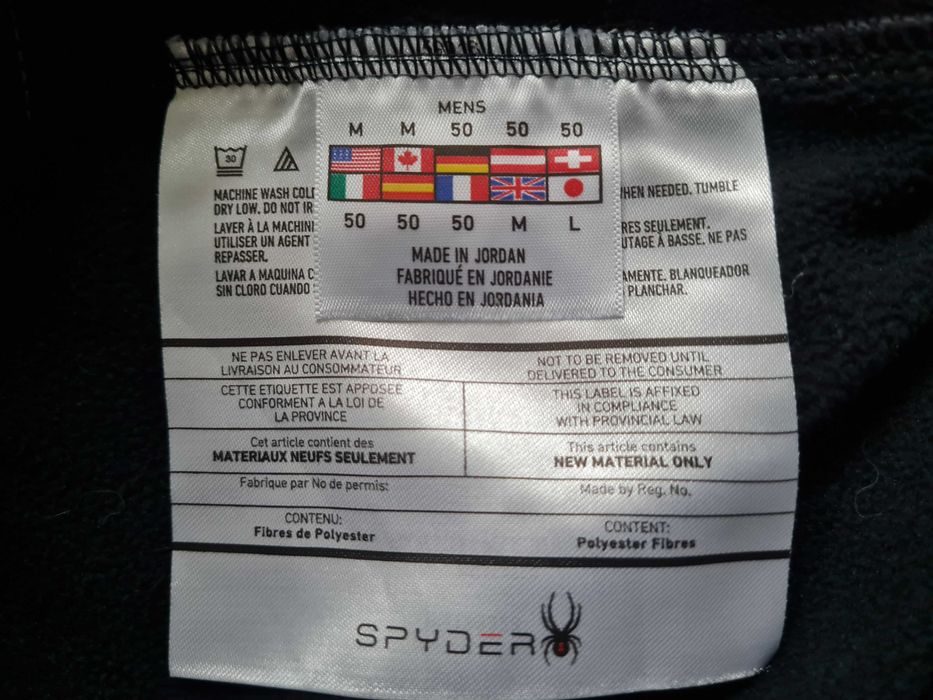 MENS
M M 50 50 50
50 50 50 M L
MADE IN JORDAN
FABRIQUÉ EN JORDANIE
HECHO EN JORDANIA
30
MACHINE WASH COL
HEN NEEDED. TUMBLE
DRY LOW. DO NOT IR
LAVER À LA MACHIN
RES SEULEMENT.
UTILISER UN AGENT
UTAGE À BASSE. NE PAS
REPASSER.
LAVAR A MAQUINA C
AMENTE. BLANQUEADOR
SIN CLORO CUANDO
PLANCHAR.
NE PAS ENLEVER AVANT LA
LIVRAISON AU CONSOMMATEUR
NOT TO BE REMOVED UNTIL
DELIVERED TO THE CONSUMER
CETTE ETIQUETTE EST APPOSEE
CONFORMENT A LA LOI DE
LA PROVINCE
THIS LABEL IS AFFIXED
IN COMPLIANCE
WITH PROVINCIAL LAW
Cet article contient des
MATERIAUX NEUFS SEULEMENT
This article contains
NEW MATERIAL ONLY
Fabrique par No de permis:
Made by Reg. No.
CONTENU:
Fibres de Polyester
CONTENT:
Polyester Fibres
SPYDER